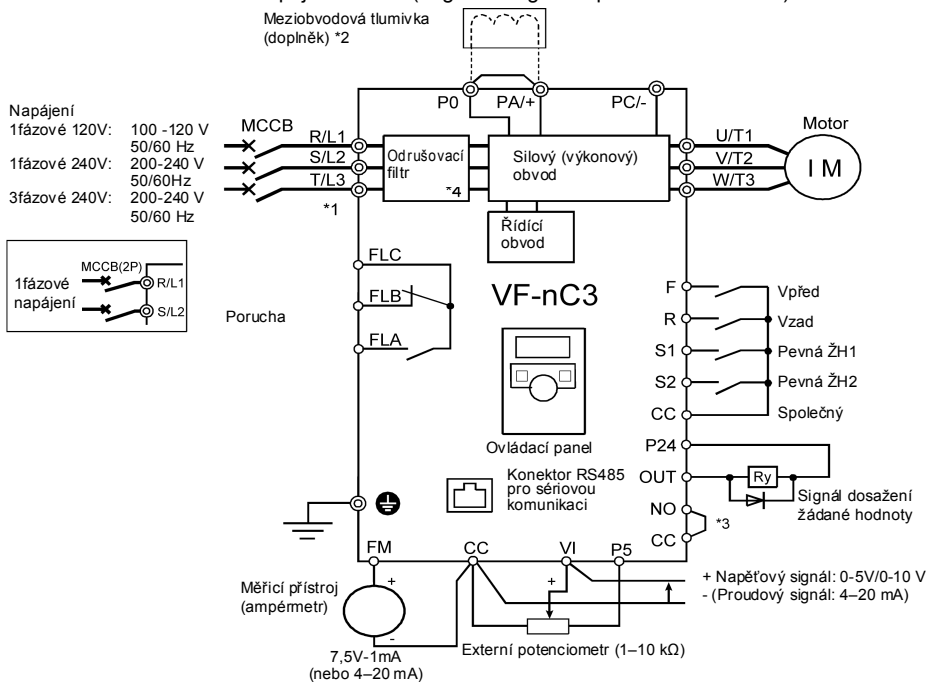 Meziobvodová tlumivka
(doplněk) *2
P0
PA/+
PC/-
Napájení
1fázové 120V: 100 -120 V
50/60 Hz
1fázové 240V: 200-240 V
50/60Hz
3fázové 240V: 200-240 V
50/60 Hz
MCCB
R/L1
S/L2
T/L3
*1
Odrušovací
filtr
*4
Silový (výkonový)
obvod
Řídící
obvod
U/T1
V/T2
W/T3
Motor
I M
MCCB(2P)
1fázové
napájení
R/L1
S/L2
Porucha
FLC
FLB
FLA
VF-nC3
Ovládací panel
Konektor RS485
pro sériovou
komunikaci
F
Vpřed
R
Vzad
S1
Pevná ŽH1
S2
Pevná ŽH2
CC
Společný
P24
OUT
Ry
Signál dosažení
žádané hodnoty
NO
*3
CC
FM
CC
VI
P5
Měřicí přístroj
(ampérmetr)
+
-
7,5V-1mA
(nebo 4–20 mA)
+
Externí potenciometr (1–10 kΩ)
+ Napěťový signál: 0-5V/0-10 V
- (Proudový signál: 4–20 mA)